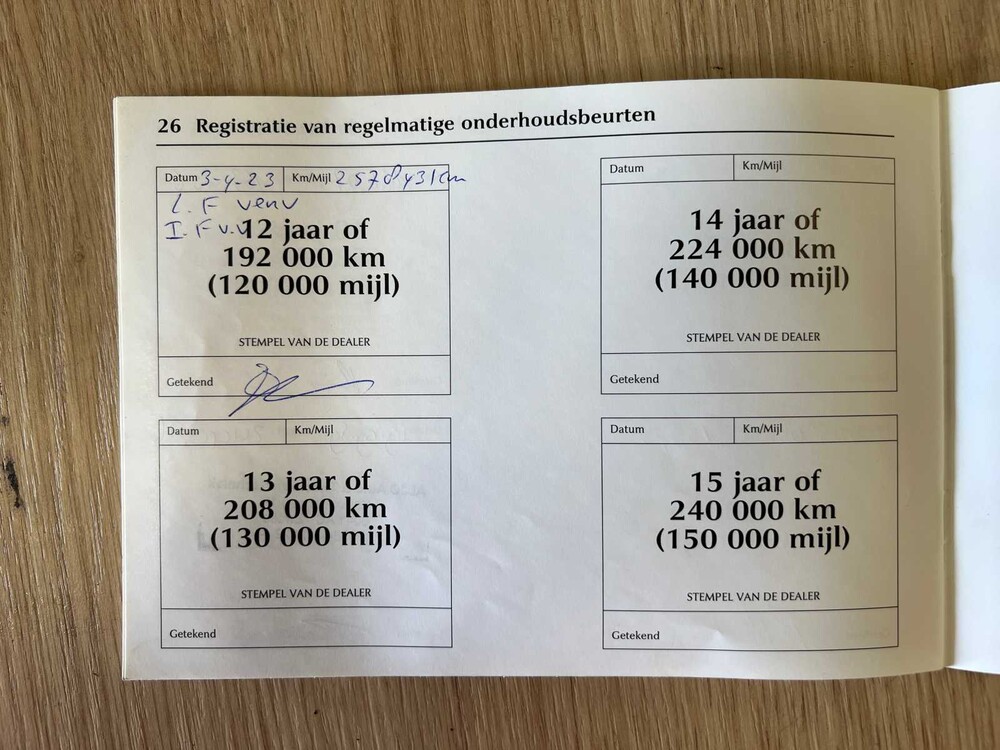 26 Registratie van regelmatige onderhoudsbeurten
Datum 3-4-23 Km/Mijl
L.F venv
I.F v.v
12 jaar of
192 000 km
(120 000 mijl)
STEMPEL VAN DE DEALER
Getekend
Datum Km/Mijl
13 jaar of
208 000 km
(130 000 mijl)
STEMPEL VAN DE DEALER
Getekend
Datum Km/Mijl
14 jaar of
224 000 km
(140 000 mijl)
STEMPEL VAN DE DEALER
Getekend
Datum Km/Mijl
15 jaar of
240 000 km
(150 000 mijl)
STEMPEL VAN DE DEALER
Getekend